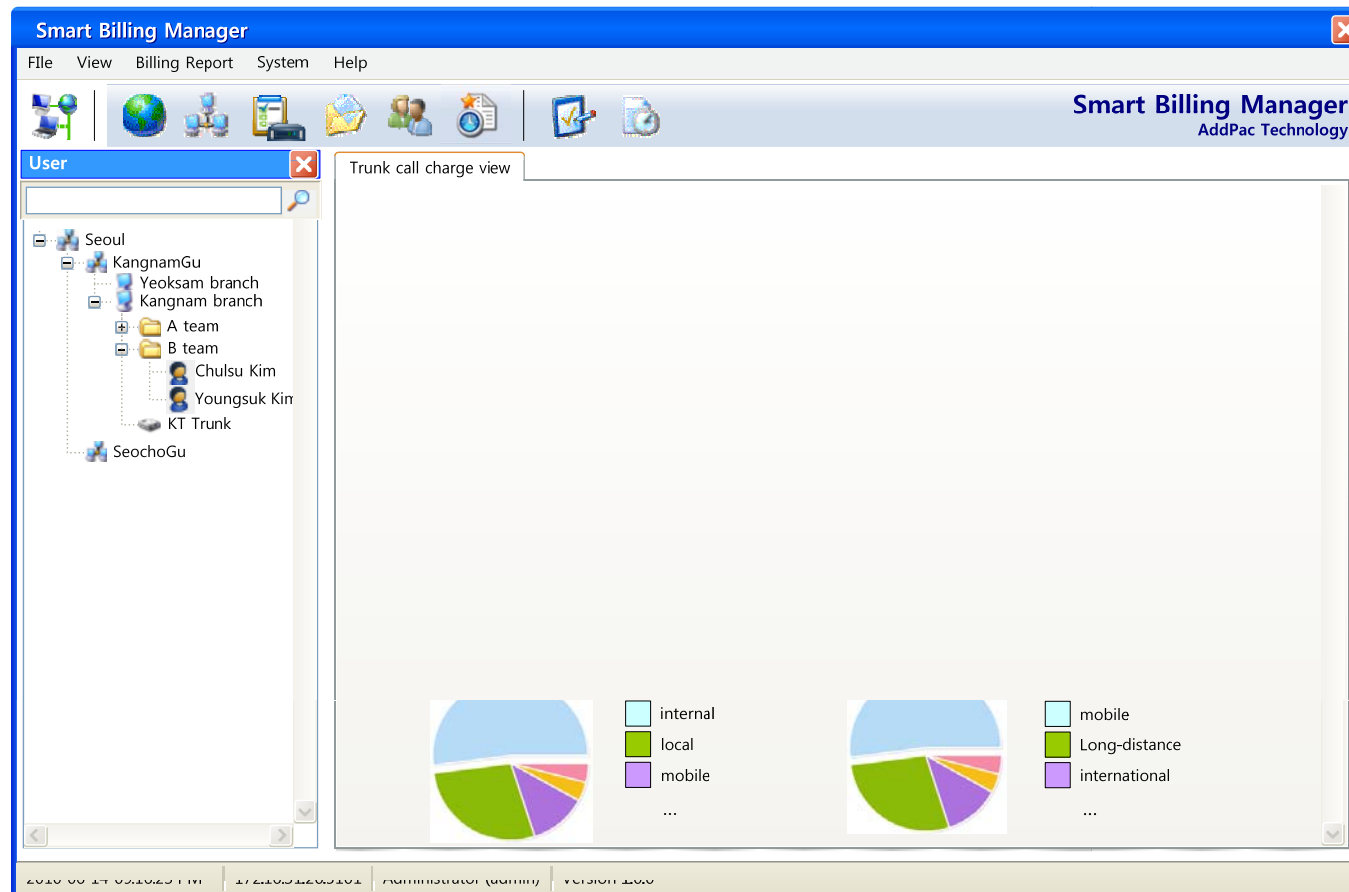 Smart Billing Manager
FIle View Billing Report System Help
Smart Billing Manager
AddPac Technology
User
Trunk call charge view
Seoul
KangnamGu
Yeoksam branch
Kangnam branch
A team
B team
Chulsu Kim
Youngsuk Kim
KT Trunk
SeochoGu
internal
local
mobile
...
mobile
Long-distance
international
...
Administrator (admin)